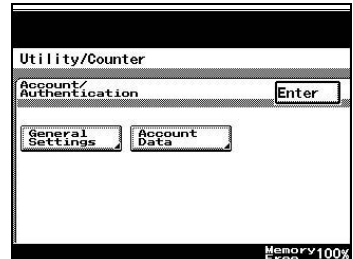 Utility/Counter
Account/
Authentication
Enter
General
Settings
Account
Data
Memory 100%
Free